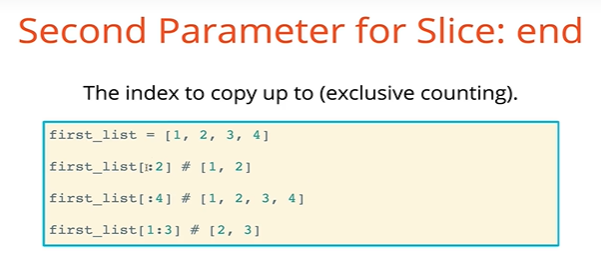 Second Parameter for Slice: end
The index to copy up to (exclusive counting).
first_list = [1, 2, 3, 4]
first_list[:2] # [1, 2]
first_list[:4] # [1, 2, 3, 4]
first_list[1:3] # [2, 3]